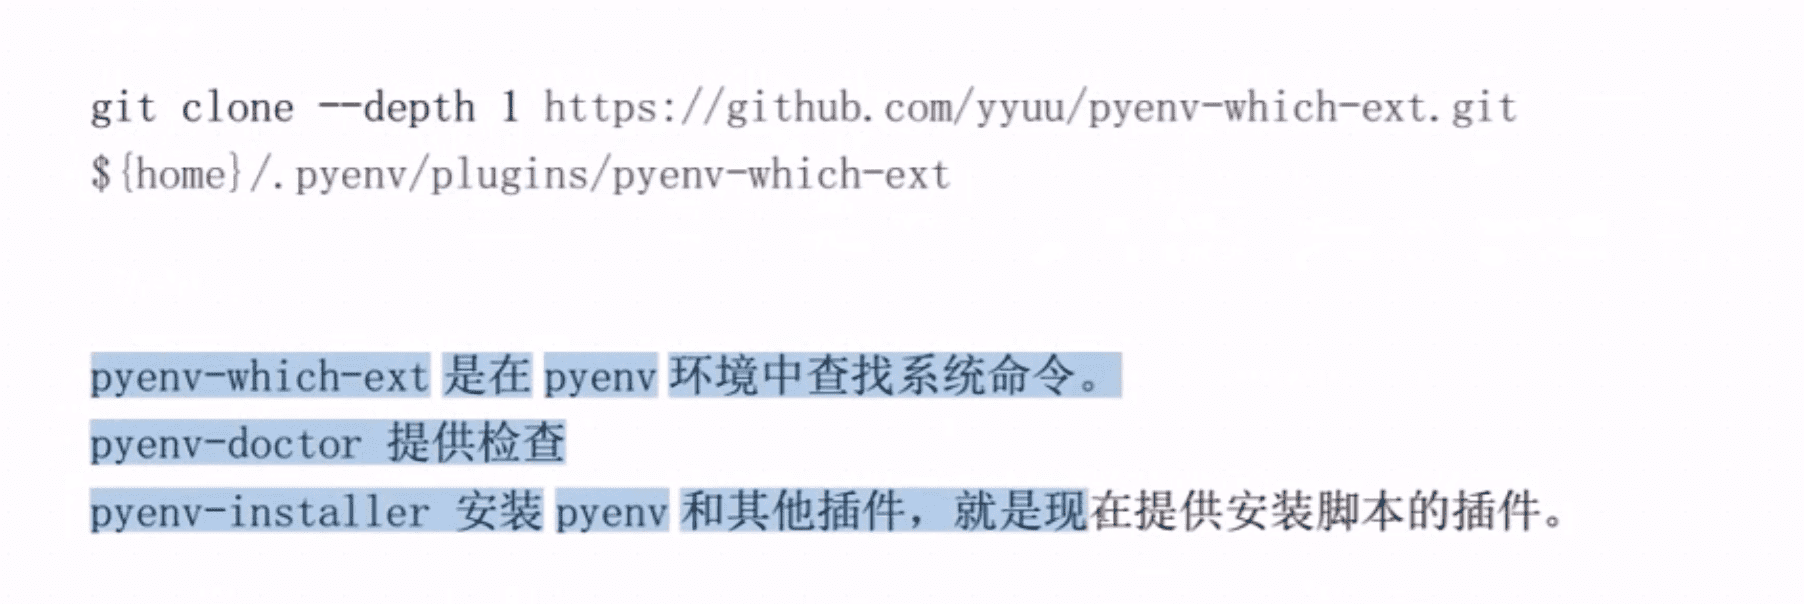 git clone --depth 1 https://github.com/yyuu/pyenv-which-ext.git
${home}/.pyenv/plugins/pyenv-which-ext
pyenv-which-ext 是在 pyenv 环境中查找系统命令。
pyenv-doctor 提供检查
pyenv-installer 安装 pyenv 和其他插件，就是现在提供安装脚本的插件。